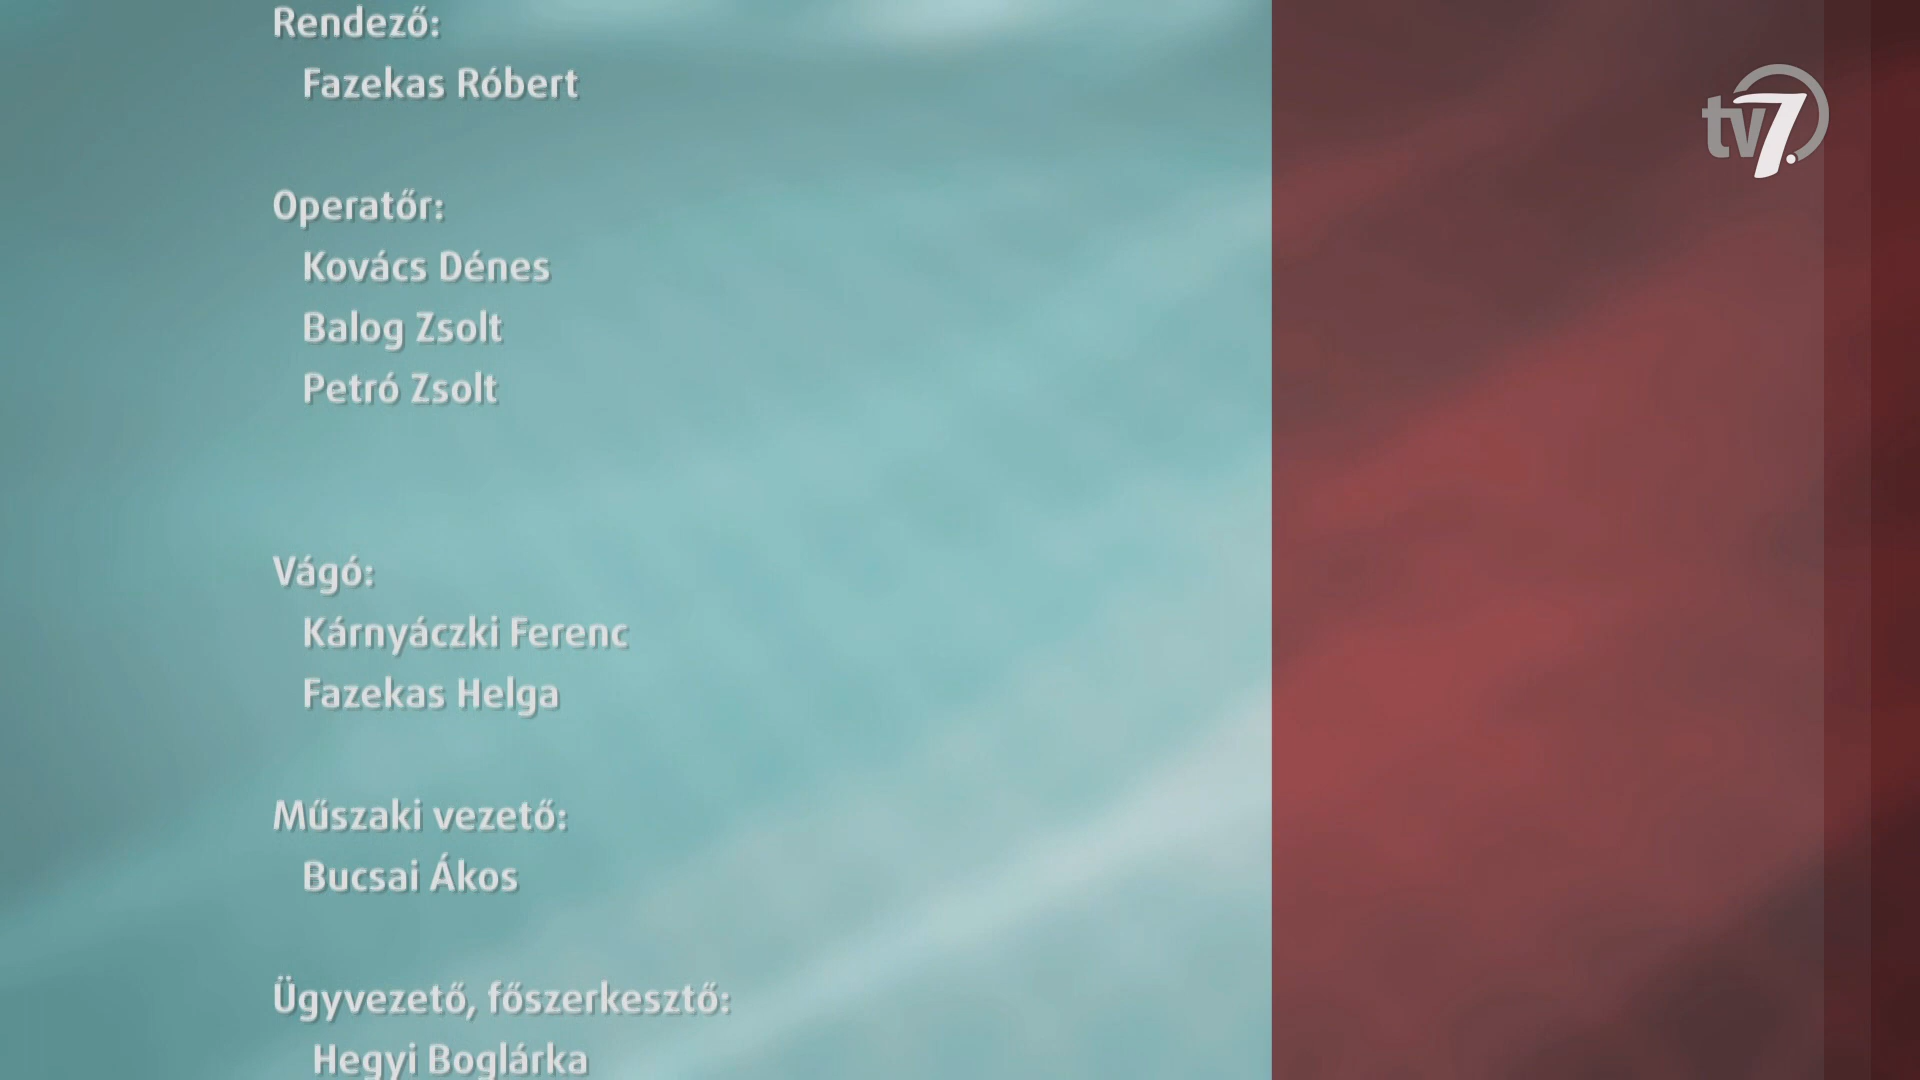 Rendező:
Fazekas Róbert
Operatőr:
Kovács Dénes
Balog Zsolt
Petró Zsolt
Vágó:
Kárnyáczki Ferenc
Fazekas Helga
Műszaki vezető:
Bucsai Ákos
Ügyvezető, főszerkesztő:
Hegyi Boglárka
tv7.